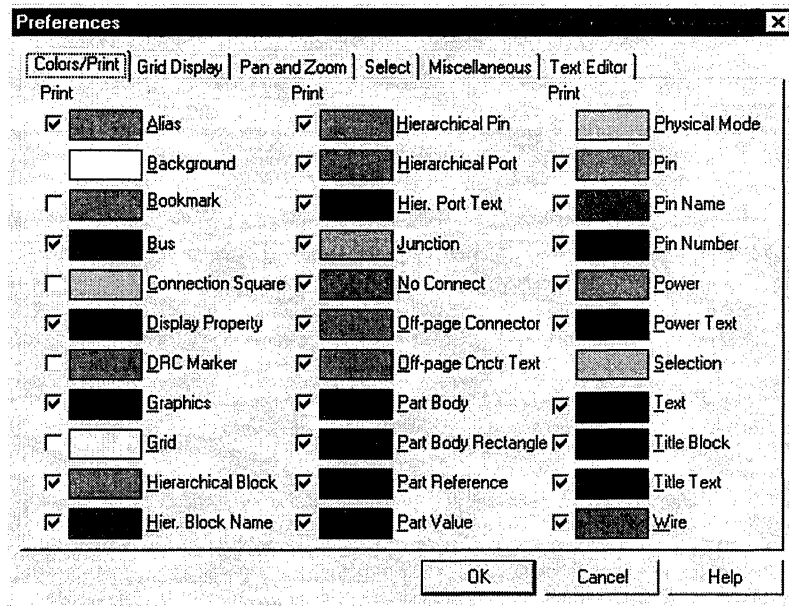 Preferences
Colors/Print Grid Display Pan and Zoom Select Miscellaneous Text Editor
Print Print Print
Alias Hierarchical Pin Physical Mode
Background Hierarchical Port Pin
Bookmark Hier. Port Text Pin Name
Bus Junction Pin Number
Connection Square No Connect Power
Display Property Off-page Connector Power Text
DRC Marker Off-page Cnctr Text Selection
Graphics Part Body Text
Grid Part Body Rectangle Title Block
Hierarchical Block Part Reference Title Text
Hier. Block Name Part Value Wire
OK Cancel Help